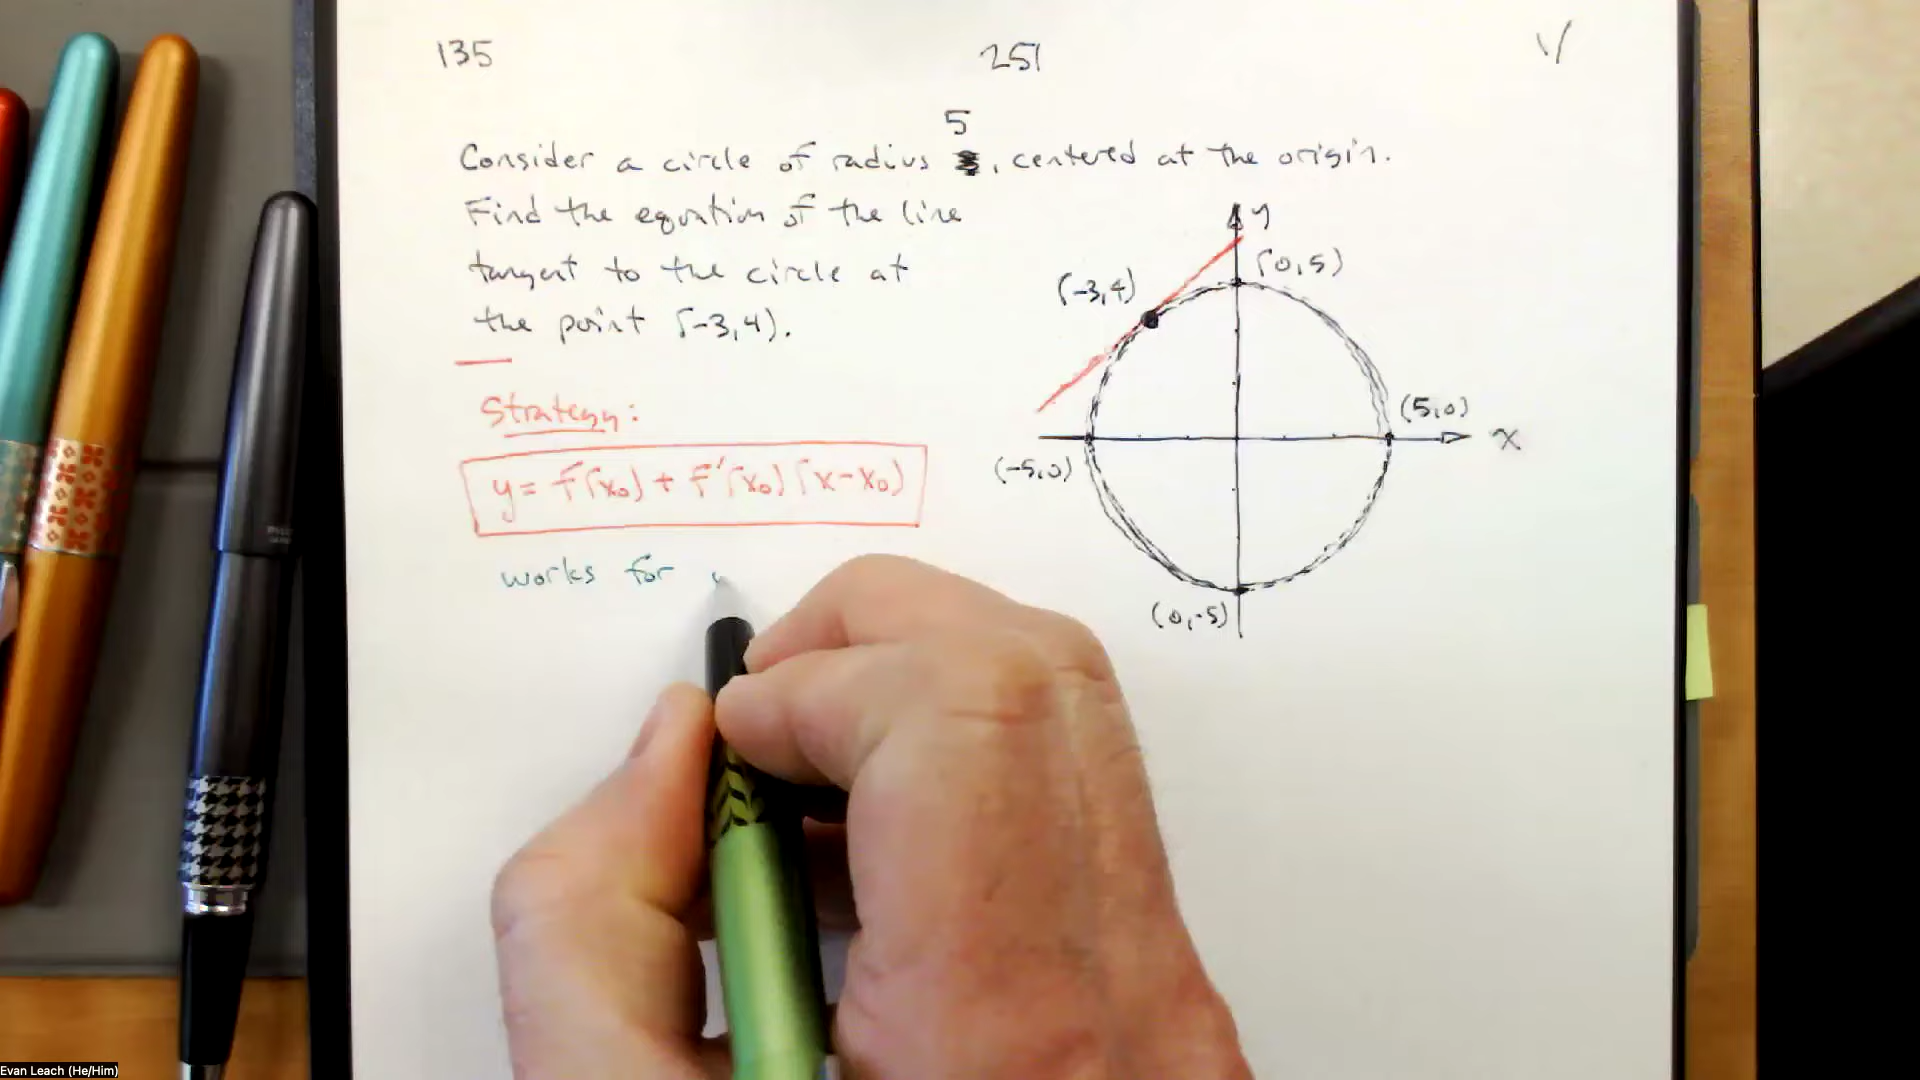 135 251
5
Consider a circle of radius , centered at the origin.
Find the equation of the line
tangent to the circle at
the point (-3,4).
Strategy:
y = f(x₀) + f'(x₀)(x-x₀)
works for
y
(0,5)
(-3,4)
(5,0)
x
(-5,0)
(0,-5)
Evan Leach (He/Him)